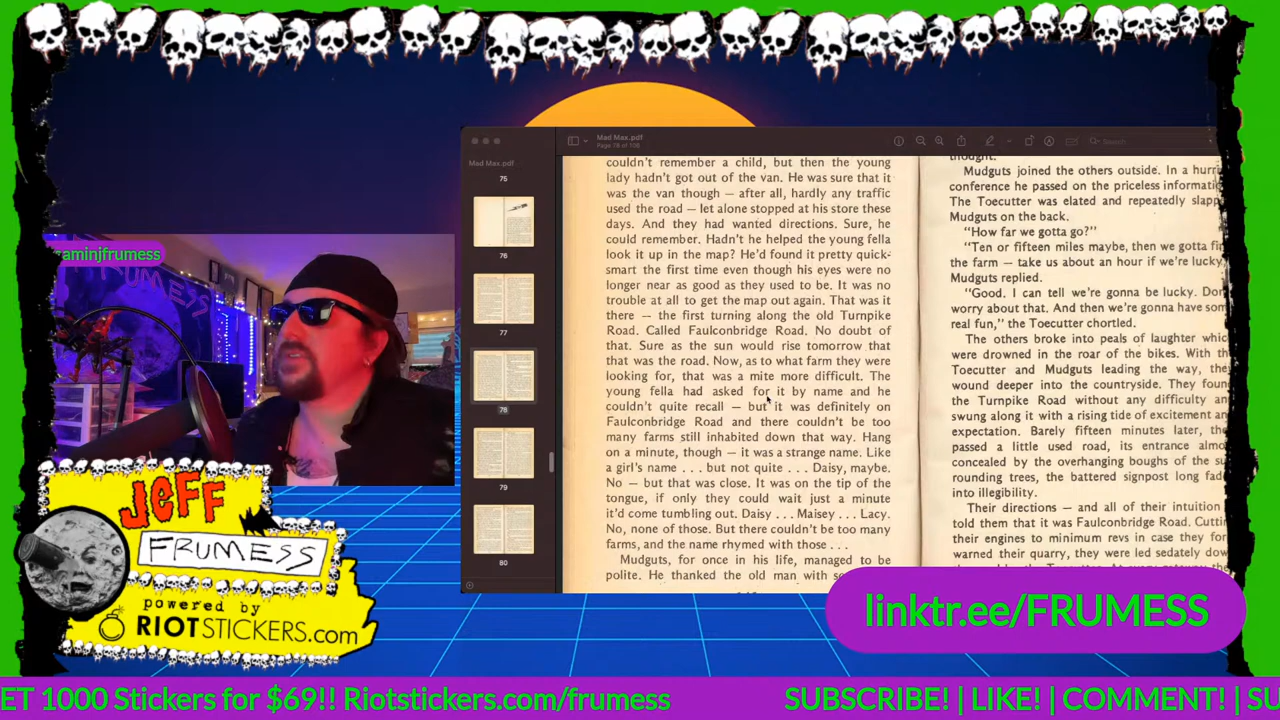 aminjfrumess
FRUMESS
JEFF
FRUMESS
powered by
RIOTSTICKERS.com
Mad Max.pdf
Page 78 of 108
Search
Mad Max.pdf
75
76
77
78
79
80
couldn't remember a child, but then the young
lady hadn't got out of the van. He was sure that it
was the van though — after all, hardly any traffic
used the road — let alone stopped at his store these
days. And they had wanted directions. Sure, he
could remember. Hadn't he helped the young fella
look it up in the map? He'd found it pretty quick-
smart the first time even though his eyes were no
longer near as good as they used to be. It was no
trouble at all to get the map out again. That was it
there — the first turning along the old Turnpike
Road. Called Faulconbridge Road. No doubt of
that. Sure as the sun would rise tomorrow that
that was the road. Now, as to what farm they were
looking for, that was a mite more difficult. The
young fella had asked for it by name and he
couldn't quite recall — but it was definitely on
Faulconbridge Road and there couldn't be too
many farms still inhabited down that way. Hang
on a minute, though — it was a strange name. Like
a girl's name . . . but not quite . . . Daisy, maybe.
No — but that was close. It was on the tip of the
tongue, if only they could wait just a minute
it'd come tumbling out. Daisy . . . Maisey . . . Lacy.
No, none of those. But there couldn't be too many
farms, and the name rhymed with those . . .
Mudguts, for once in his life, managed to be
polite. He thanked the old man with
thought.
Mudguts joined the others outside. In a hurri
conference he passed on the priceless informati
The Toecutter was elated and repeatedly slapp
Mudguts on the back.
"How far we gotta go?"
"Ten or fifteen miles maybe, then we gotta fi
the farm — take us about an hour if we're lucky
Mudguts replied.
"Good. I can tell we're gonna be lucky. Don
worry about that. And then we're gonna have som
real fun," the Toecutter chortled.
The others broke into peals of laughter whic
were drowned in the roar of the bikes. With th
Toecutter and Mudguts leading the way, the
wound deeper into the countryside. They foun
the Turnpike Road without any difficulty an
swung along it with a rising tide of excitement an
expectation. Barely fifteen minutes later, the
passed a little used road, its entrance almo
concealed by the overhanging boughs of the su
rounding trees, the battered signpost long fade
into illegibility.
Their directions — and all of their intuition
told them that it was Faulconbridge Road. Cutti
their engines to minimum revs in case they for
warned their quarry, they were led sedately dow
linktr.ee/FRUMESS
ET 1000 Stickers for $69!! Riotstickers.com/frumess SUBSCRIBE! | LIKE! | COMMENT! | SU